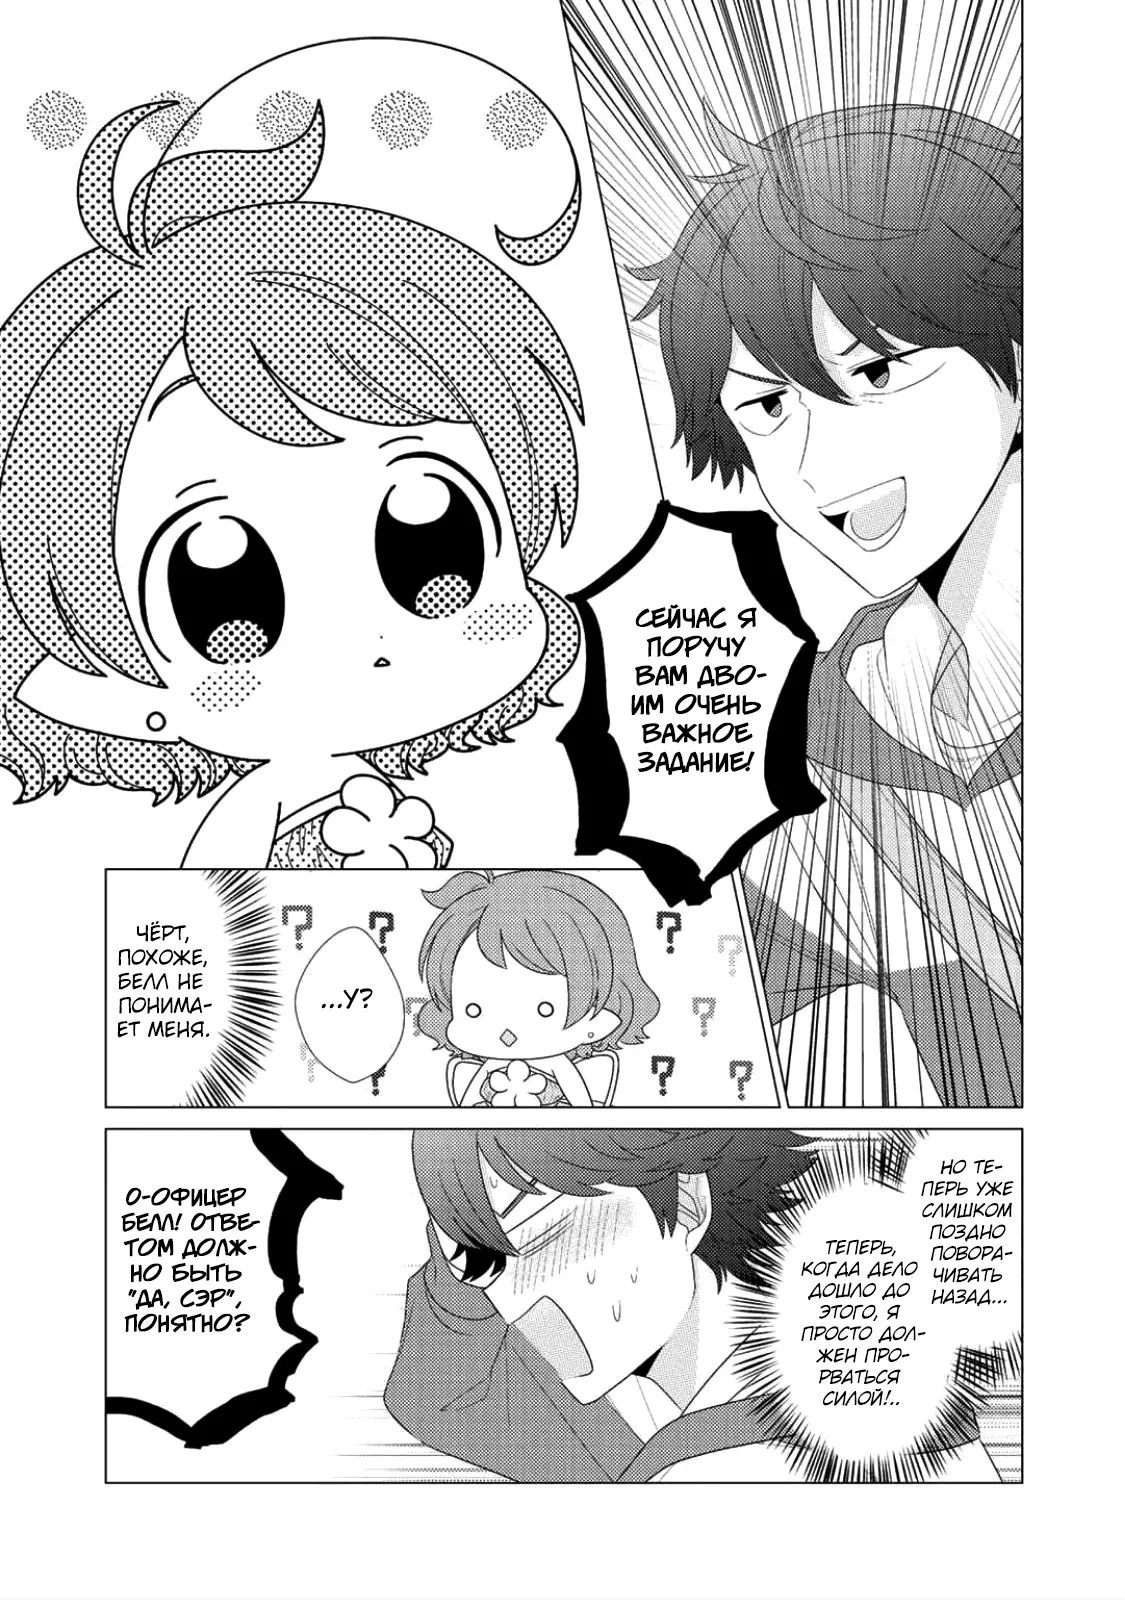 СЕЙЧАС Я
ПОРУЧУ
ВАМ ДВО-
ИМ ОЧЕНЬ
ВАЖНОЕ
ЗАДАНИЕ!
?
?
?
?
?
?
?
?
...У?
ЧЁРТ,
ПОХОЖЕ,
БЕЛЛ НЕ
ПОНИМА-
ЕТ МЕНЯ.
НО ТЕ-
ПЕРЬ УЖЕ
СЛИШКОМ
ПОЗДНО
ПОВОРА-
ЧИВАТЬ
НАЗАД...
ТЕПЕРЬ,
КОГДА ДЕЛО
ДОШЛО ДО
ЭТОГО, Я
ПРОСТО ДОЛ-
ЖЕН ПРО-
РВАТЬСЯ
СИЛОЙ!..
О-ОФИЦЕР
БЕЛЛ! ОТВЕ-
ТОМ ДОЛЖ-
НО БЫТЬ
"ДА, СЭР",
ПОНЯТНО?